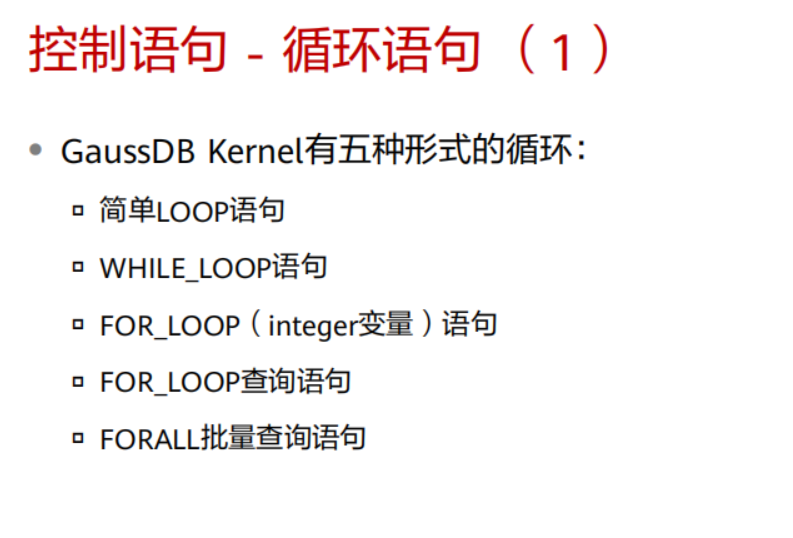 控制语句 - 循环语句 （1）
GaussDB Kernel有五种形式的循环：
简单LOOP语句
WHILE_LOOP语句
FOR_LOOP（integer变量）语句
FOR_LOOP查询语句
FORALL批量查询语句